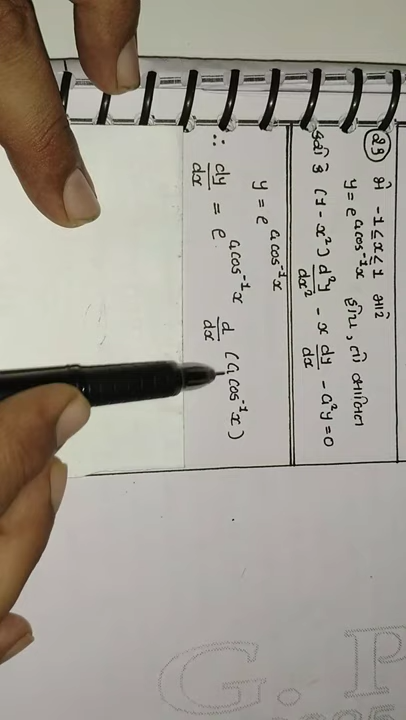 (29) જો -1 ≤ x ≤ 1 માટે
y = e^{a cos⁻¹x} હોય, તો સાબિત
કરો કે (1 - x²) d²y/dx² - x dy/dx - a²y = 0
y = e^{a cos⁻¹x}
∴ dy/dx = e^{a cos⁻¹x} d/dx (a cos⁻¹x)
G. P